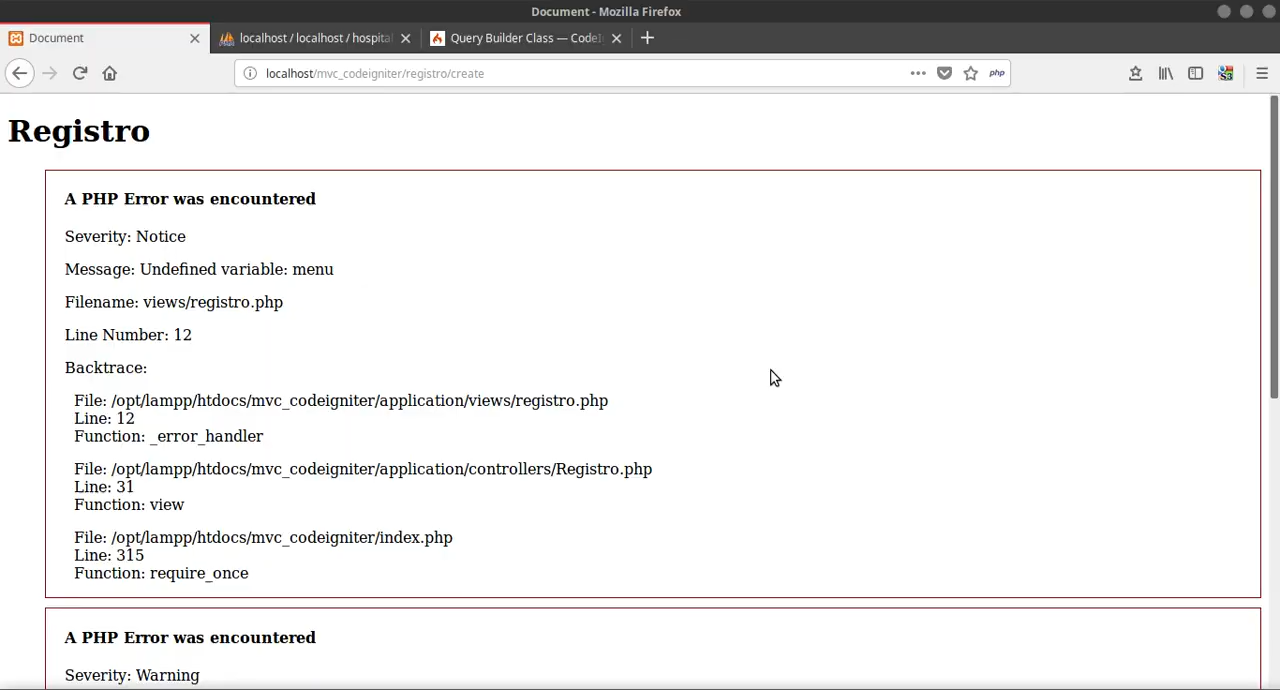 Document - Mozilla Firefox
Document
localhost / localhost / hospita
Query Builder Class — CodeI
localhost/mvc_codeigniter/registro/create
php
Registro
A PHP Error was encountered
Severity: Notice
Message: Undefined variable: menu
Filename: views/registro.php
Line Number: 12
Backtrace:
File: /opt/lampp/htdocs/mvc_codeigniter/application/views/registro.php
Line: 12
Function: _error_handler
File: /opt/lampp/htdocs/mvc_codeigniter/application/controllers/Registro.php
Line: 31
Function: view
File: /opt/lampp/htdocs/mvc_codeigniter/index.php
Line: 315
Function: require_once
A PHP Error was encountered
Severity: Warning